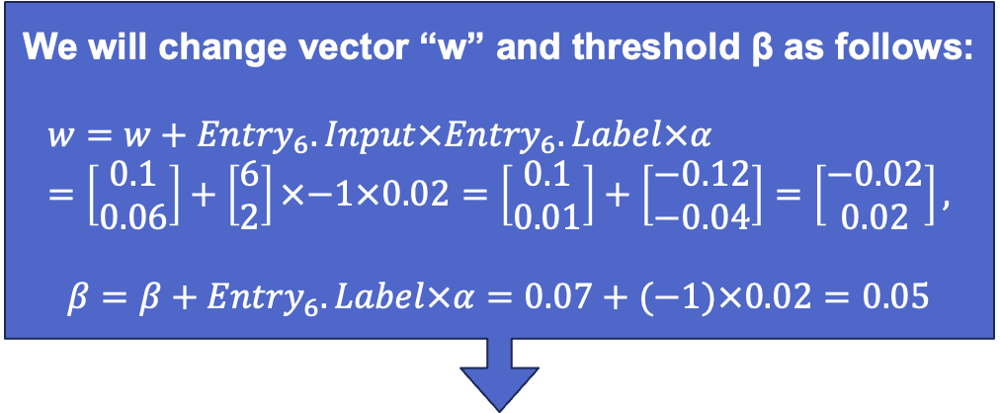 We will change vector “w” and threshold β as follows:
w = w + Entry₆.Input×Entry₆.Label×α
= [0.1 0.06] + [6 2] ×−1×0.02 = [0.1 0.01] + [−0.12 −0.04] = [−0.02 0.02],
β = β + Entry₆.Label×α = 0.07 + (−1)×0.02 = 0.05